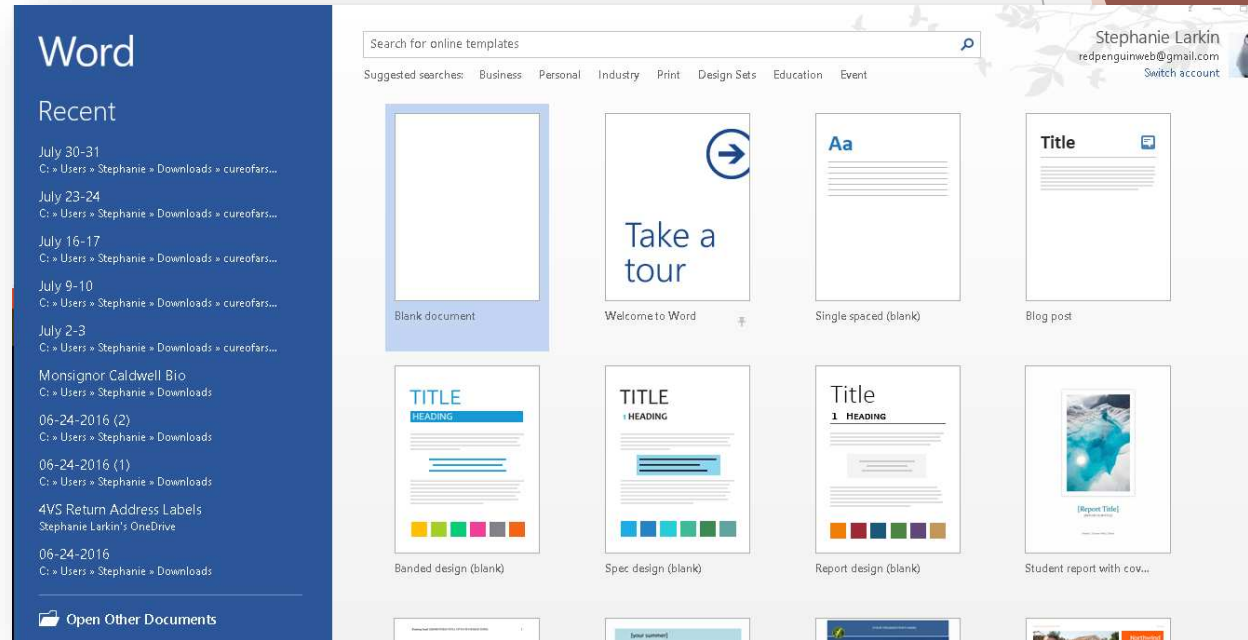 Word
Recent
July 30-31
C: » Users » Stephanie » Downloads » cureofars...
July 23-24
C: » Users » Stephanie » Downloads » cureofars...
July 16-17
C: » Users » Stephanie » Downloads » cureofars...
July 9-10
C: » Users » Stephanie » Downloads » cureofars...
July 2-3
C: » Users » Stephanie » Downloads » cureofars...
Monsignor Caldwell Bio
C: » Users » Stephanie » Downloads
06-24-2016 (2)
C: » Users » Stephanie » Downloads
06-24-2016 (1)
C: » Users » Stephanie » Downloads
4VS Return Address Labels
Stephanie Larkin's OneDrive
06-24-2016
C: » Users » Stephanie » Downloads
Open Other Documents
Search for online templates
Suggested searches: Business Personal Industry Print Design Sets Education Event
Stephanie Larkin
redpenguinweb@gmail.com
Switch account
Take a
tour
Aa
Title
Blank document
Welcome to Word
Single spaced (blank)
Blog post
TITLE
HEADING
TITLE
1 HEADING
Title
1 HEADING
[Report Title]
Banded design (blank)
Spec design (blank)
Report design (blank)
Student report with cov...
[your summer]
Northwind